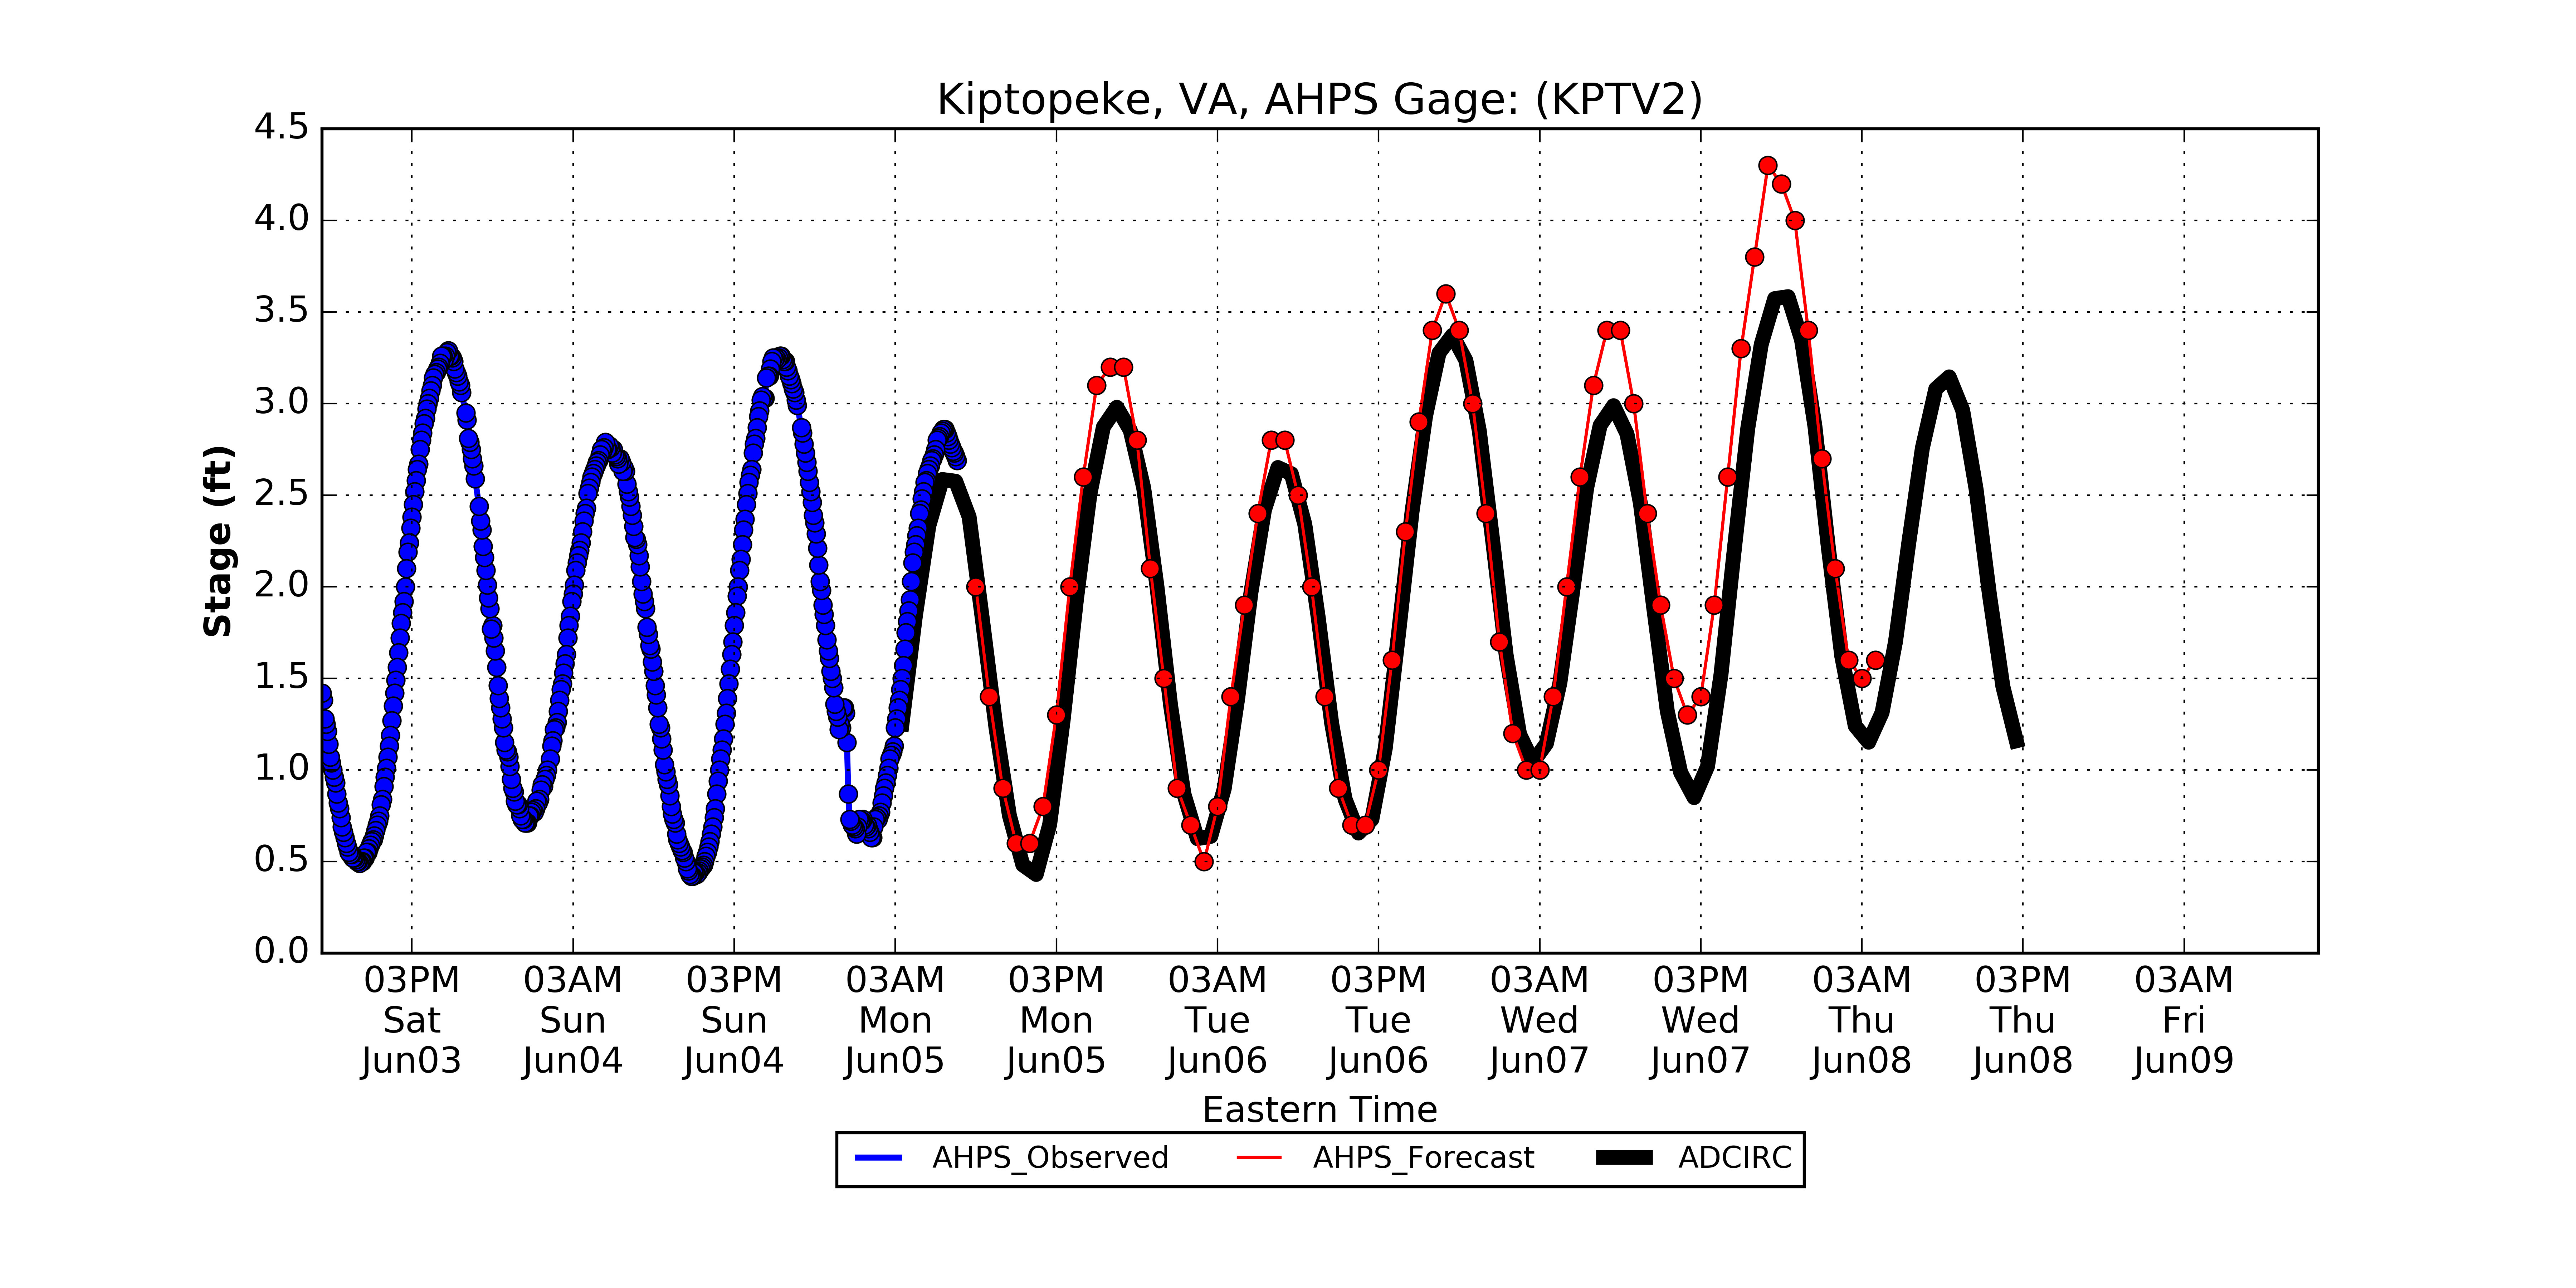 Kiptopeke, VA, AHPS Gage: (KPTV2)
4.5
4.0
3.5
3.0
2.5
2.0
1.5
1.0
0.5
0.0
Stage (ft)
03PM 03AM 03PM 03AM 03PM 03AM 03PM 03AM 03PM 03AM 03PM 03AM
Sat Sun Sun Mon Mon Tue Tue Wed Wed Thu Thu Fri
Jun03 Jun04 Jun04 Jun05 Jun05 Jun06 Jun06 Jun07 Jun07 Jun08 Jun08 Jun09
Eastern Time
AHPS_Observed AHPS_Forecast ADCIRC